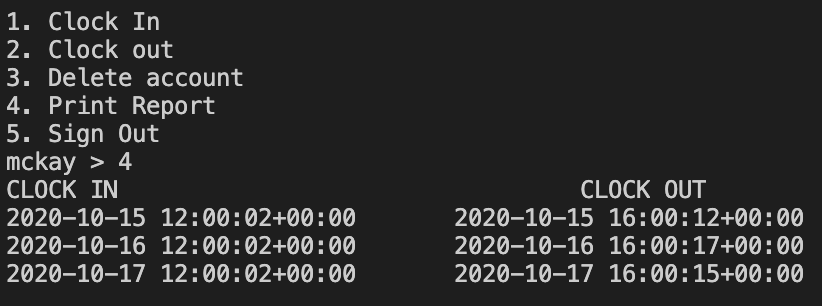 1. Clock In
2. Clock out
3. Delete account
4. Print Report
5. Sign Out
mckay > 4
CLOCK IN CLOCK OUT
2020-10-15 12:00:02+00:00 2020-10-15 16:00:12+00:00
2020-10-16 12:00:02+00:00 2020-10-16 16:00:17+00:00
2020-10-17 12:00:02+00:00 2020-10-17 16:00:15+00:00